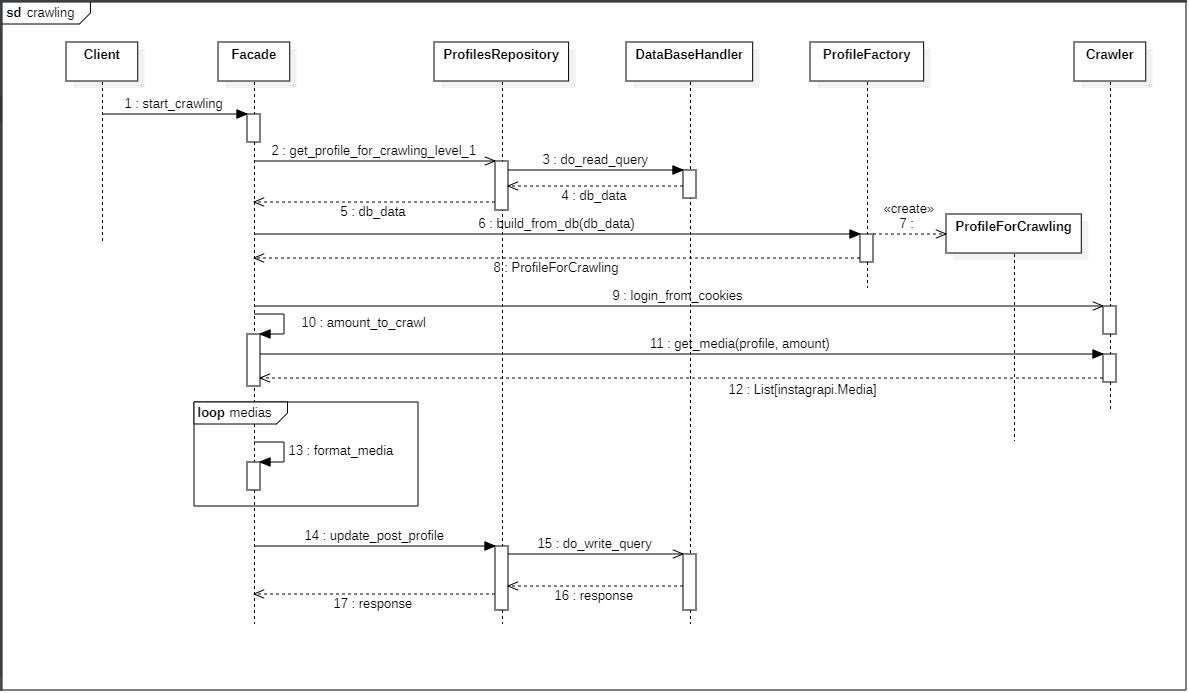 sd crawling
Client
Facade
ProfilesRepository
DataBaseHandler
ProfileFactory
Crawler
1 : start_crawling
2 : get_profile_for_crawling_level_1
3 : do_read_query
4 : db_data
5 : db_data
6 : build_from_db(db_data)
«create»
7 :
ProfileForCrawling
8 : ProfileForCrawling
9 : login_from_cookies
10 : amount_to_crawl
11 : get_media(profile, amount)
12 : List[instagrapi.Media]
loop medias
13 : format_media
14 : update_post_profile
15 : do_write_query
16 : response
17 : response